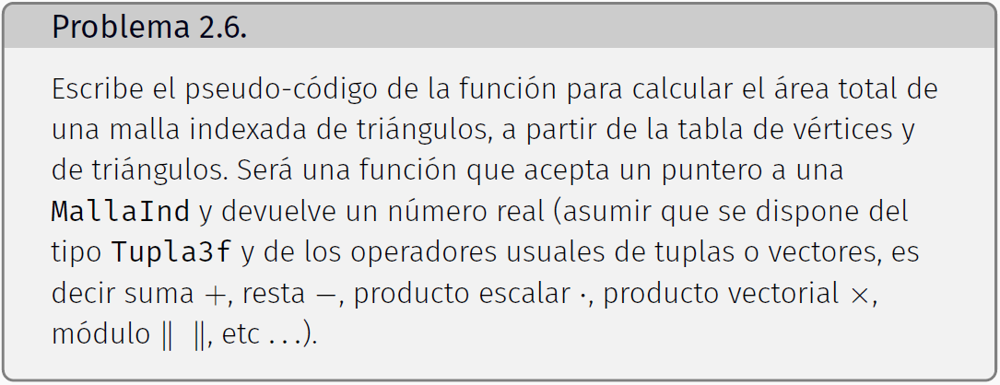 Problema 2.6.
Escribe el pseudo-código de la función para calcular el área total de
una malla indexada de triángulos, a partir de la tabla de vértices y
de triángulos. Será una función que acepta un puntero a una
MallaInd y devuelve un número real (asumir que se dispone del
tipo Tupla3f y de los operadores usuales de tuplas o vectores, es
decir suma +, resta −, producto escalar ·, producto vectorial ×,
módulo ‖ ‖, etc ...).